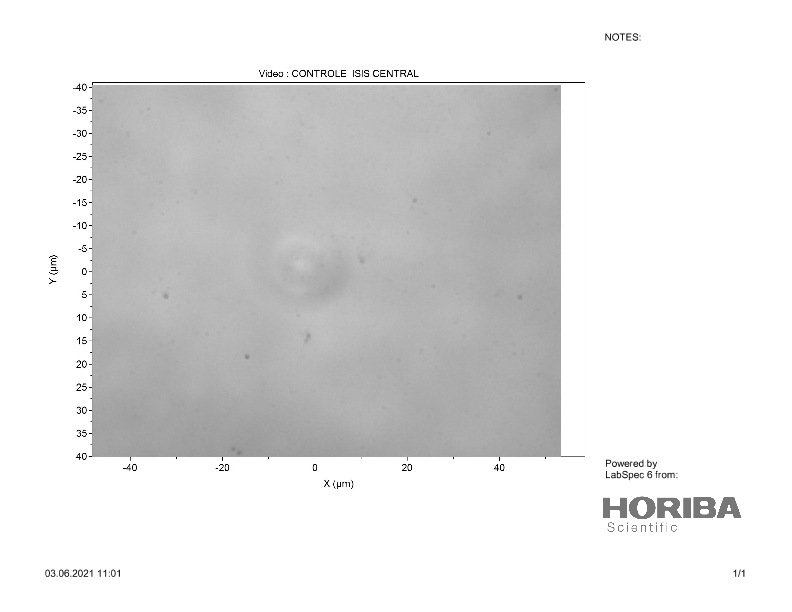 NOTES:
Video : CONTROLE ISIS CENTRAL
-40
-35
-30
-25
-20
-15
-10
-5
0
5
10
15
20
25
30
35
40
Y (µm)
-40 -20 0 20 40
X (µm)
Powered by
LabSpec 6 from:
HORIBA
Scientific
03.06.2021 11:01
1/1